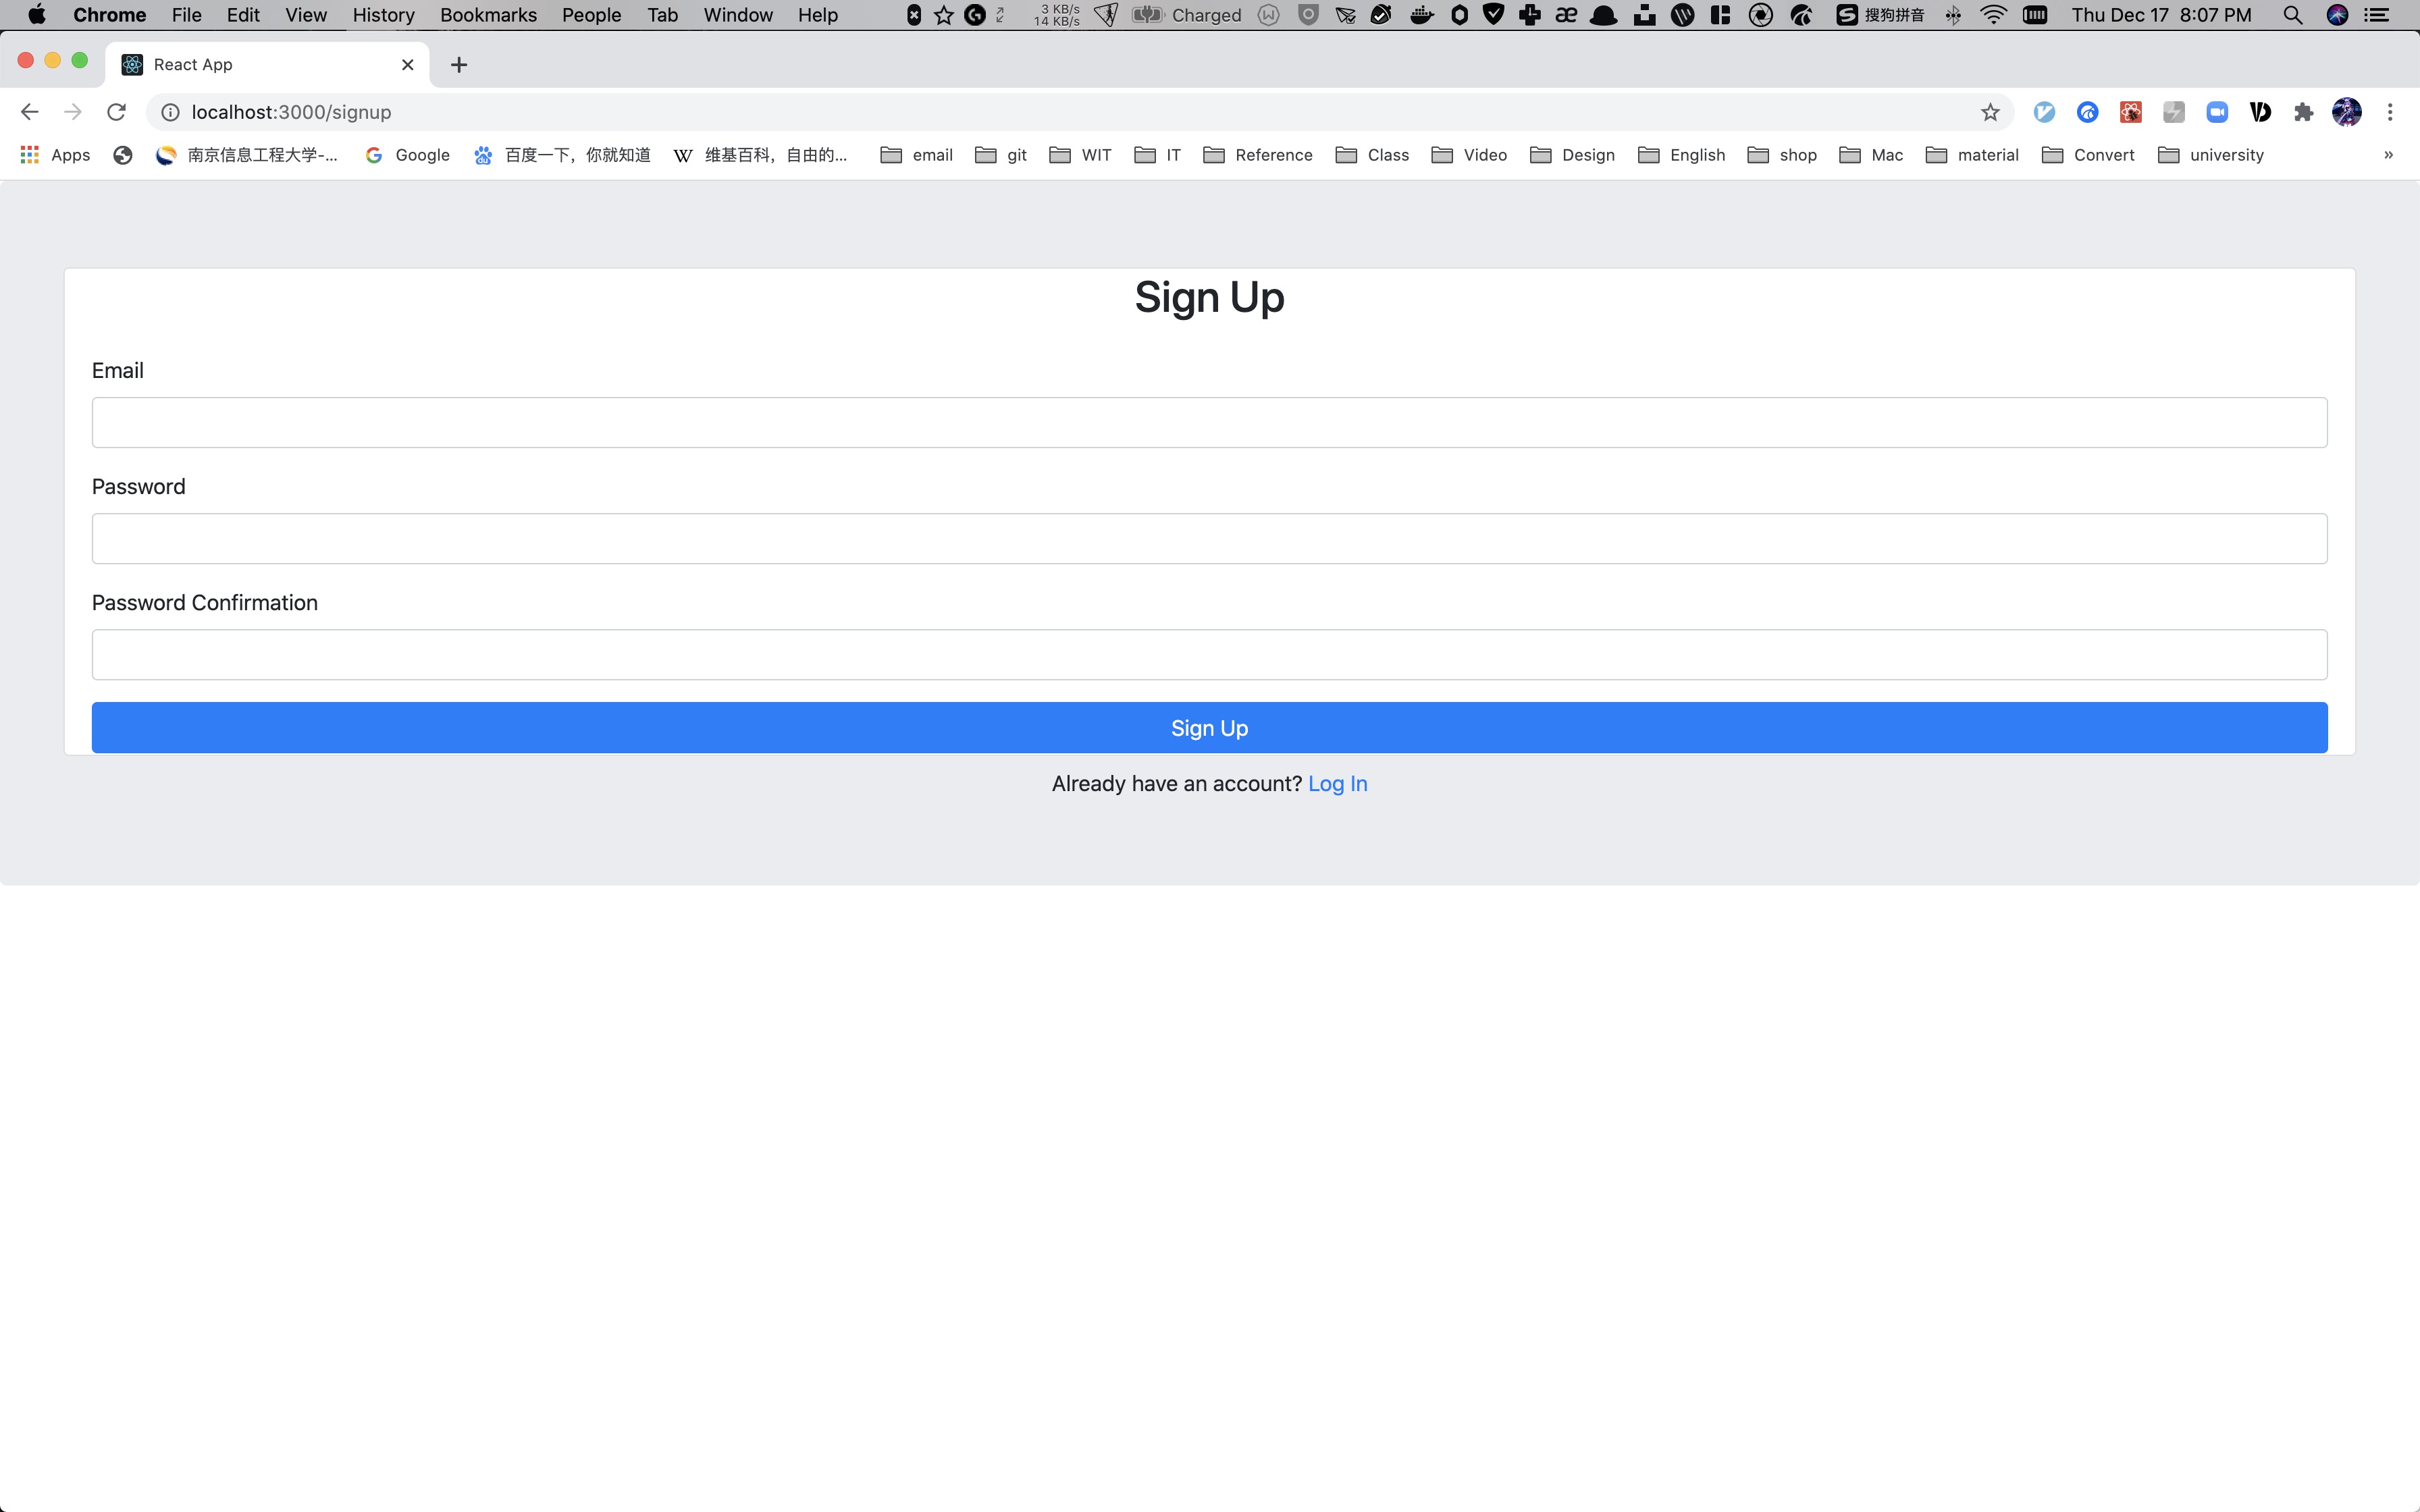 Chrome File Edit View History Bookmarks People Tab Window Help 3 KB/s 14 KB/s Charged 搜狗拼音 Thu Dec 17 8:07 PM
React App
localhost:3000/signup
Apps 南京信息工程大学-... Google 百度一下，你就知道 维基百科，自由的... email git WIT IT Reference Class Video Design English shop Mac material Convert university »
Sign Up
Email
Password
Password Confirmation
Sign Up
Already have an account? Log In